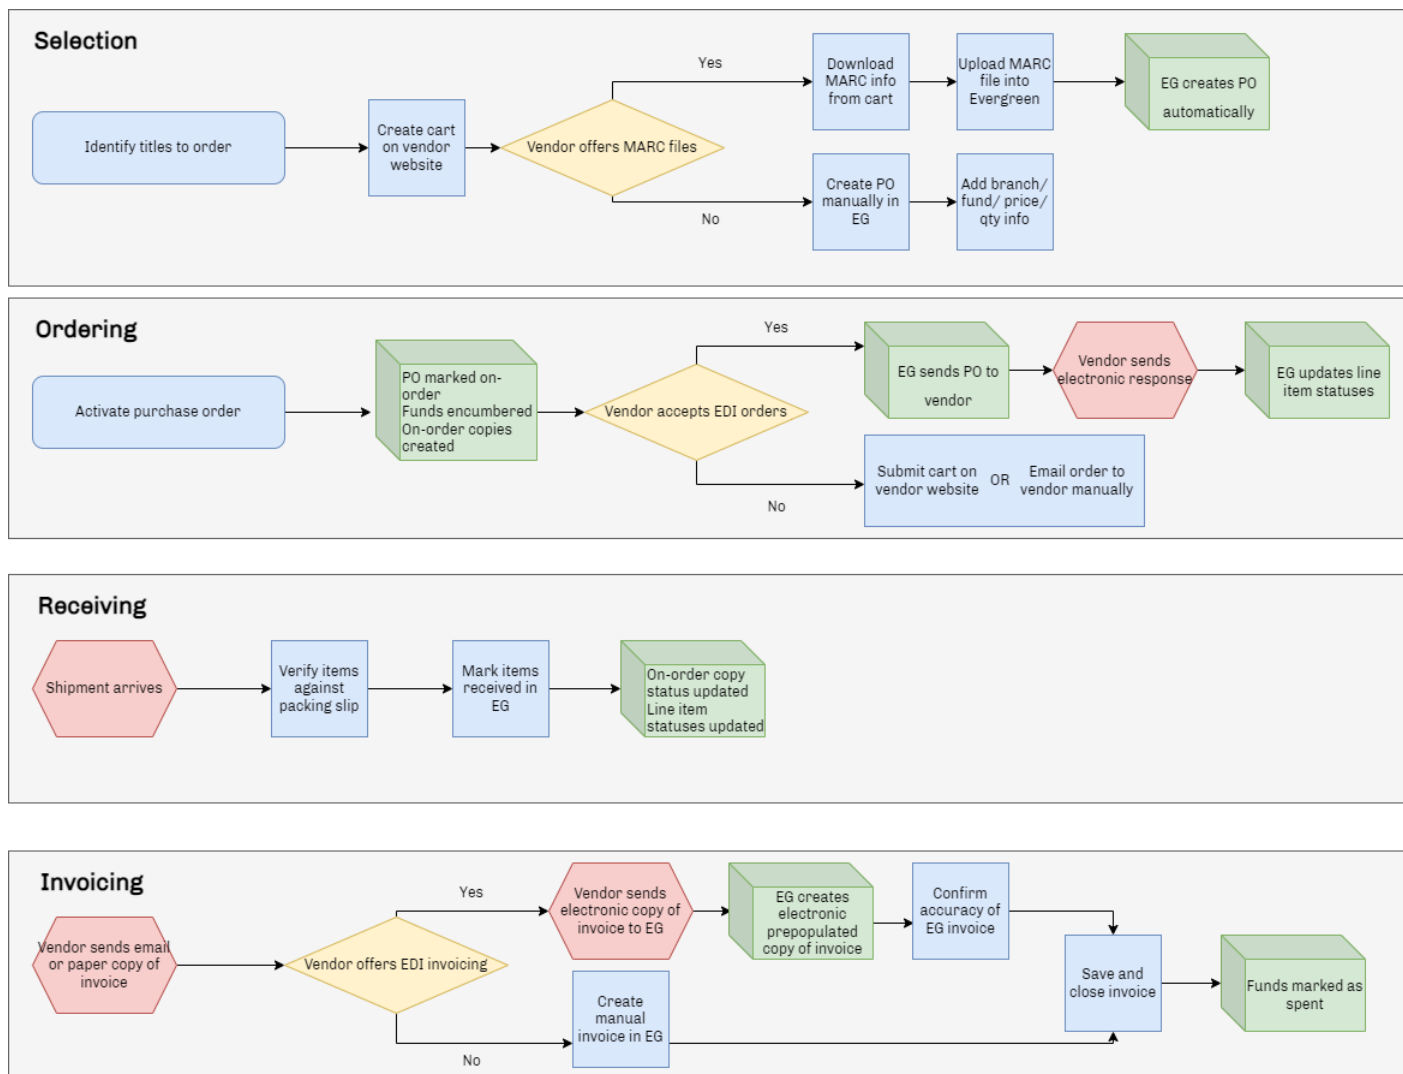 Selection
Identify titles to order
Create cart
on vendor
website
Vendor offers MARC files
Yes
Download
MARC info
from cart
Upload MARC
file into
Evergreen
EG creates PO
automatically
No
Create PO
manually in
EG
Add branch/
fund/ price/
qty info
Ordering
Activate purchase order
PO marked on-
order
Funds encumbered
On-order copies
created
Vendor accepts EDI orders
Yes
EG sends PO to
vendor
Vendor sends
electronic response
EG updates line
item statuses
No
Submit cart on
vendor website
OR
Email order to
vendor manually
Receiving
Shipment arrives
Verify items
against
packing slip
Mark items
received in
EG
On-order copy
status updated
Line item
statuses updated
Invoicing
Vendor sends email
or paper copy of
invoice
Vendor offers EDI invoicing
Yes
Vendor sends
electronic copy of
invoice to EG
EG creates
electronic
prepopulated
copy of invoice
Confirm
accuracy of
EG invoice
No
Create
manual
invoice in EG
Save and
close invoice
Funds marked as
spent